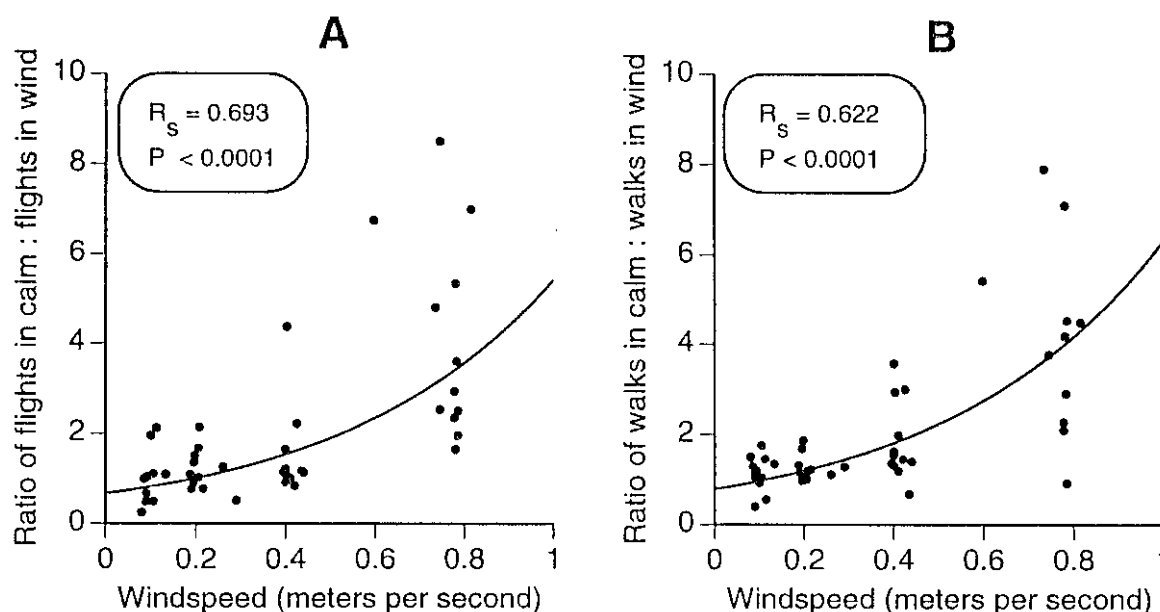 A
Ratio of flights in calm : flights in wind
10
8
6
4
2
0
R_s = 0.693
P < 0.0001
0 0.2 0.4 0.6 0.8 1
Windspeed (meters per second)
B
Ratio of walks in calm : walks in wind
10
8
6
4
2
0
R_s = 0.622
P < 0.0001
0 0.2 0.4 0.6 0.8 1
Windspeed (meters per second)